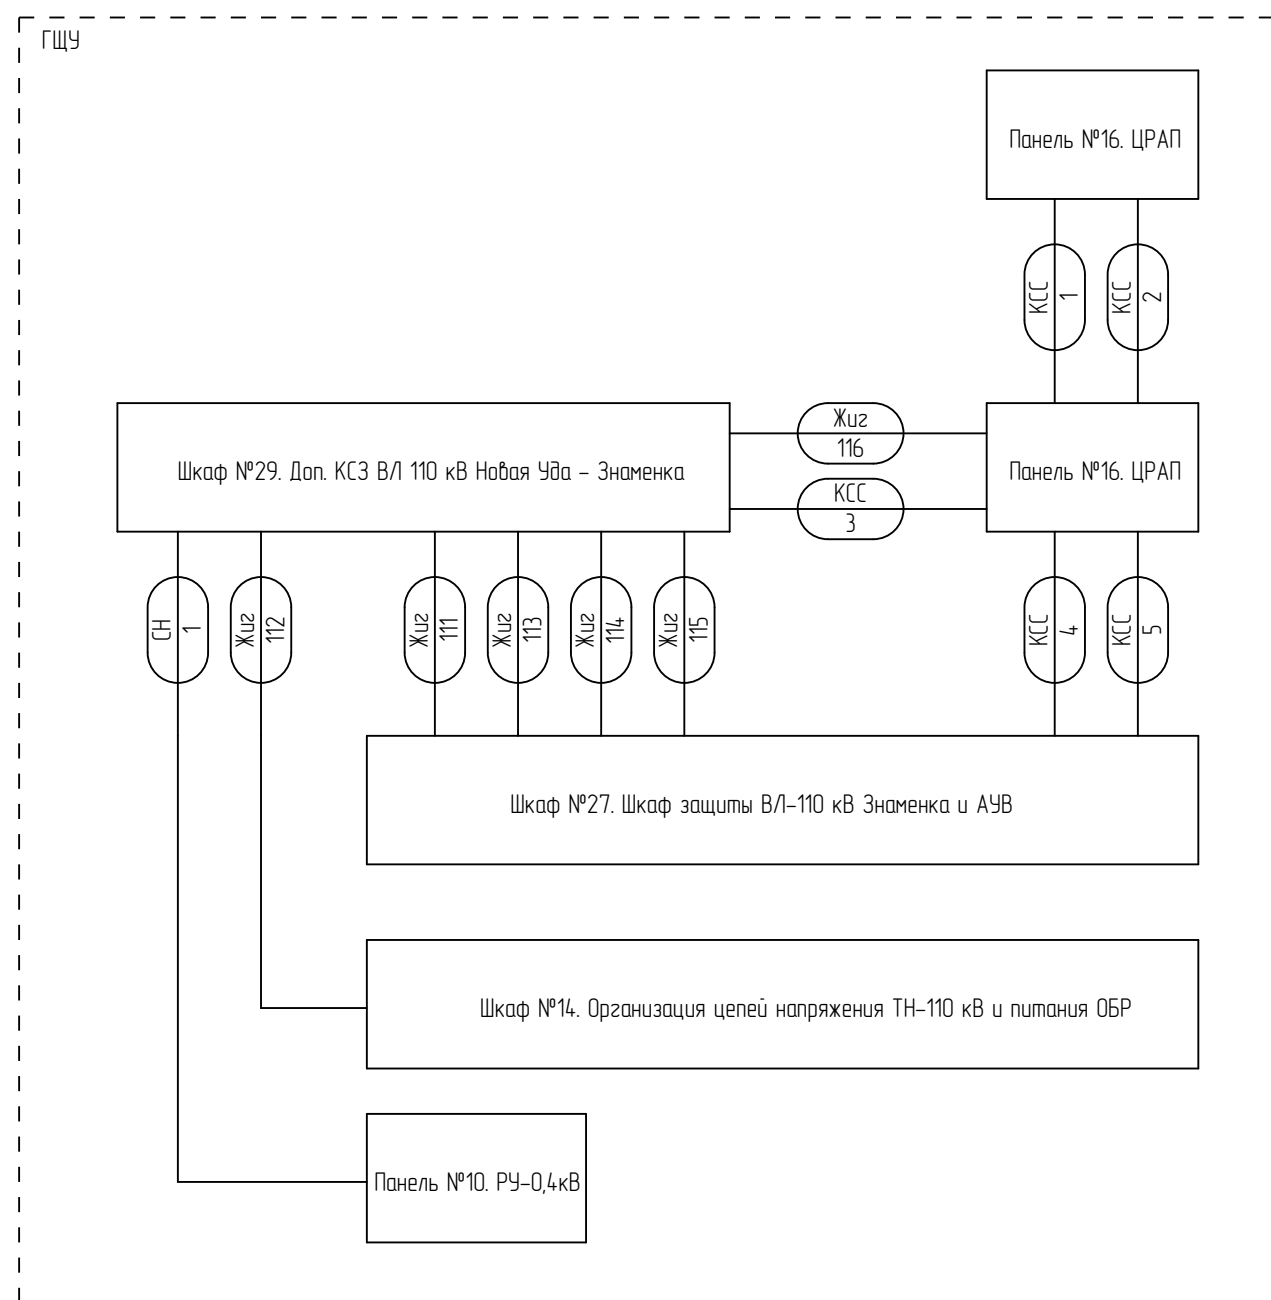 ГЩУ
Панель №16. ЦРАП
КСС
1
КСС
2
Шкаф №29. Доп. КСЗ ВЛ 110 кВ Новая Уда – Знаменка
Жиг
116
КСС
3
Панель №16. ЦРАП
СН
1
Жиг
112
Жиг
111
Жиг
113
Жиг
114
Жиг
115
КСС
4
КСС
5
Шкаф №27. Шкаф защиты ВЛ-110 кВ Знаменка и АУВ
Шкаф №14. Организация цепей напряжения ТН-110 кВ и питания ОБР
Панель №10. РУ-0,4кВ